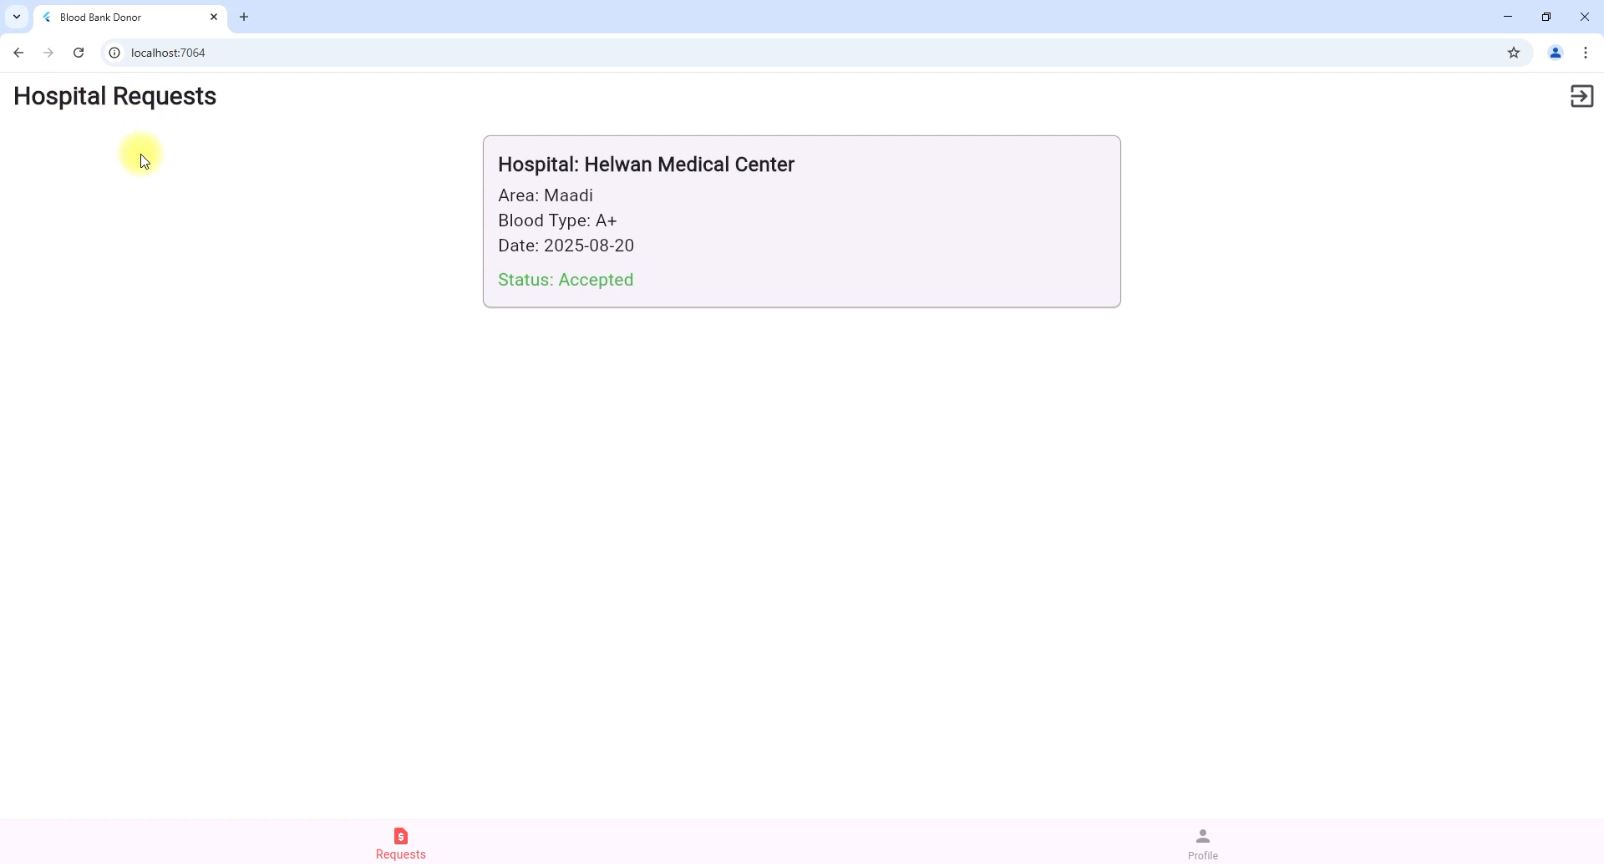 Blood Bank Donor
localhost:7064
Hospital Requests
Hospital: Helwan Medical Center
Area: Maadi
Blood Type: A+
Date: 2025-08-20
Status: Accepted
Requests
Profile